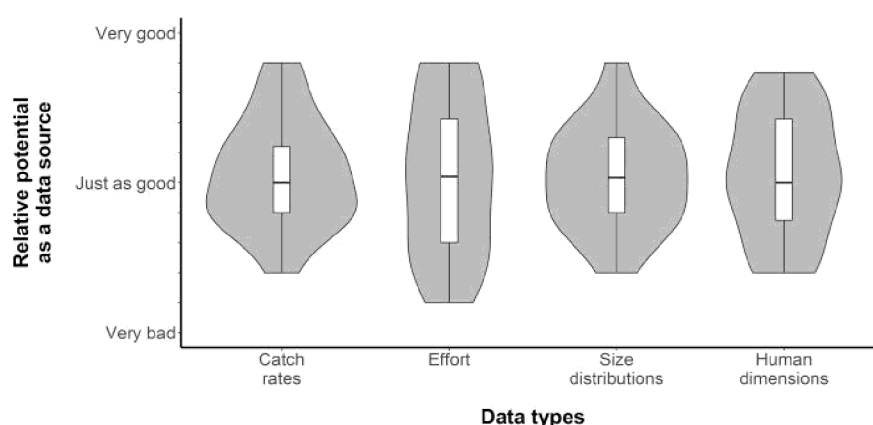 Relative potential
as a data source
Very good
Just as good
Very bad
Catch
rates
Effort
Size
distributions
Human
dimensions
Data types